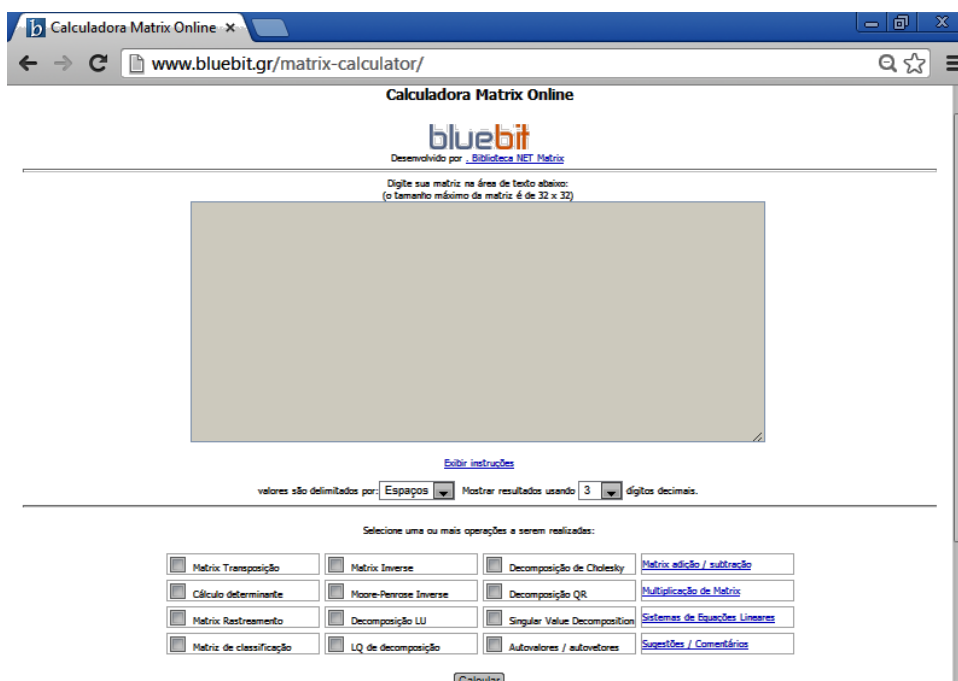 Calculadora Matrix Online
www.bluebit.gr/matrix-calculator/
Calculadora Matrix Online
bluebit
Desenvolvido por . Biblioteca NET Matrix
Digite sua matriz na área de texto abaixo:
(o tamanho máximo da matriz é de 32 x 32)
Exibir instruções
valores são delimitados por: Espaços Mostrar resultados usando 3 dígitos decimais.
Selecione uma ou mais operações a serem realizadas:
Matrix Transposição Matrix Inverse Decomposição de Cholesky Matrix adição / subtração
Cálculo determinante Moore-Penrose Inverse Decomposição QR Multiplicação de Matrix
Matrix Rastreamento Decomposição LU Singular Value Decomposition Sistemas de Equações Lineares
Matriz de classificação LQ de decomposição Autovalores / autovetores Sugestões / Comentários
Calcular